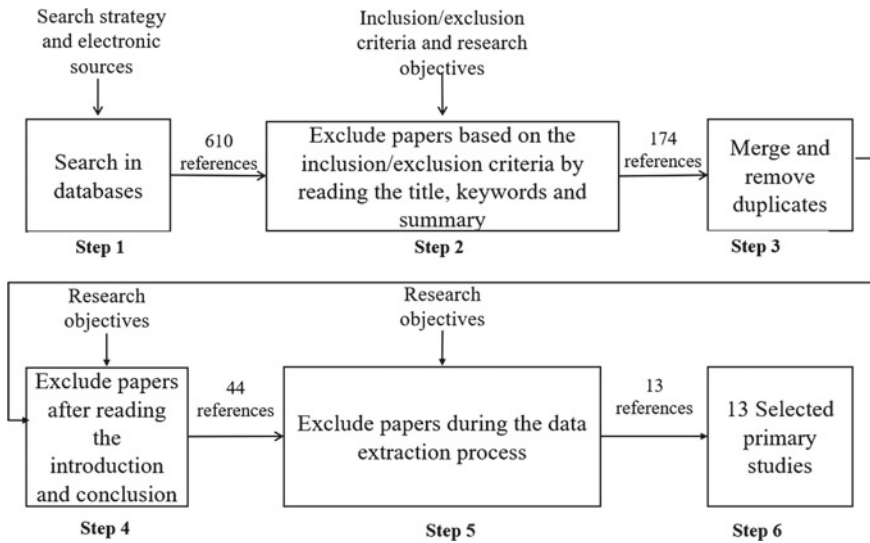 Search strategy
and electronic
sources
Inclusion/exclusion
criteria and research
objectives
Search in
databases
Step 1
610
references
Exclude papers based on the
inclusion/exclusion criteria by
reading the title, keywords and
summary
Step 2
174
references
Merge and
remove
duplicates
Step 3
Research
objectives
Research
objectives
Exclude papers
after reading
the
introduction
and conclusion
Step 4
44
references
Exclude papers during the data
extraction process
Step 5
13
references
13 Selected
primary
studies
Step 6